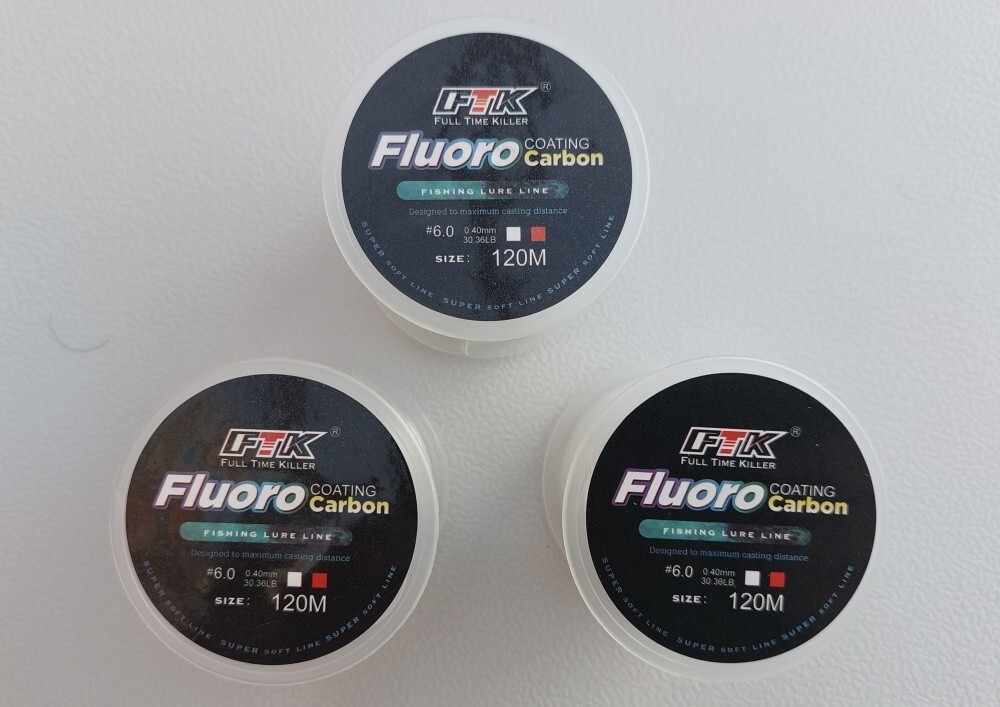 FTK®
FULL TIME KILLER
Fluoro COATING Carbon
FISHING LURE LINE
Designed to maximum casting distance
#6.0 0.40mm 30.36LB
SIZE: 120M
SUPER SOFT LINE SUPER SOFT LINE SUPER SOFT LINE
FTK®
FULL TIME KILLER
Fluoro COATING Carbon
FISHING LURE LINE
Designed to maximum casting distance
#6.0 0.40mm 30.36LB
SIZE: 120M
SUPER SOFT LINE SUPER SOFT LINE SUPER SOFT LINE
FTK®
FULL TIME KILLER
Fluoro COATING Carbon
FISHING LURE LINE
Designed to maximum casting distance
#6.0 0.40mm 30.36LB
SIZE: 120M
SUPER SOFT LINE SUPER SOFT LINE SUPER SOFT LINE